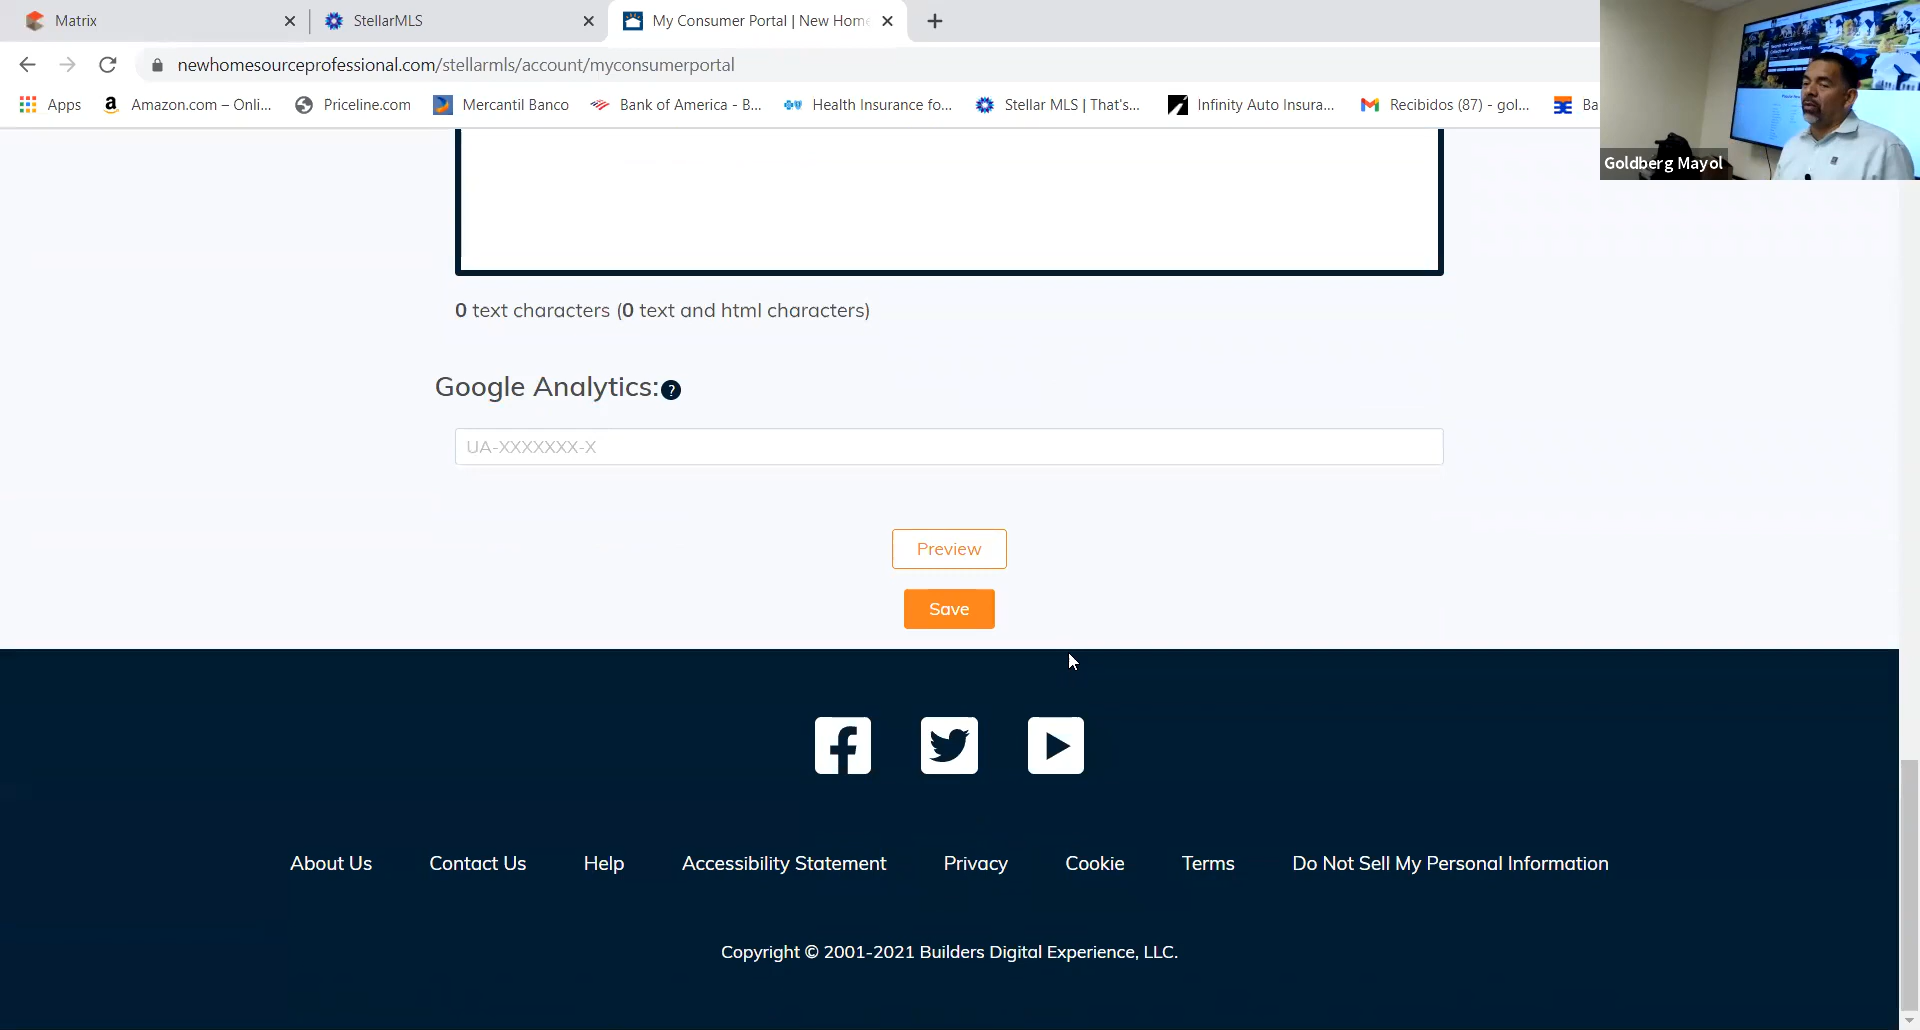 Matrix
StellarMLS
My Consumer Portal | New Home
newhomesourceprofessional.com/stellarmls/account/myconsumerportal
Apps
Amazon.com – Onli...
Priceline.com
Mercantil Banco
Bank of America - B...
Health Insurance fo...
Stellar MLS | That's...
Infinity Auto Insura...
Recibidos (87) - gol...
Ba
Goldberg Mayol
0 text characters (0 text and html characters)
Google Analytics:?
UA-XXXXXXX-X
Preview
Save
About Us
Contact Us
Help
Accessibility Statement
Privacy
Cookie
Terms
Do Not Sell My Personal Information
Copyright © 2001-2021 Builders Digital Experience, LLC.